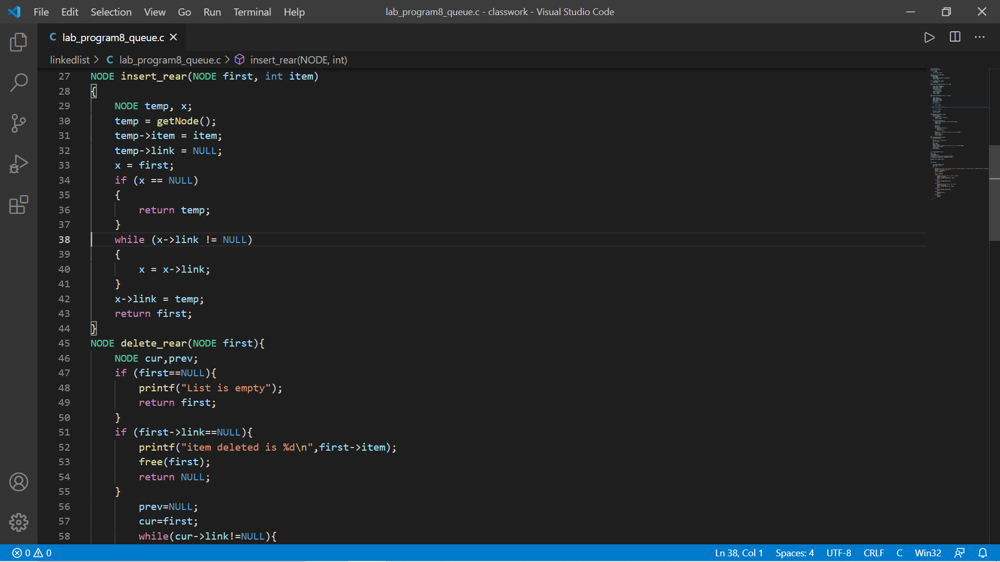 File Edit Selection View Go Run Terminal Help
lab_program8_queue.c - classwork - Visual Studio Code
C lab_program8_queue.c
linkedlist > C lab_program8_queue.c > insert_rear(NODE, int)
27 NODE insert_rear(NODE first, int item)
28 {
29 NODE temp, x;
30 temp = getNode();
31 temp->item = item;
32 temp->link = NULL;
33 x = first;
34 if (x == NULL)
35 {
36 return temp;
37 }
38 while (x->link != NULL)
39 {
40 x = x->link;
41 }
42 x->link = temp;
43 return first;
44 }
45 NODE delete_rear(NODE first){
46 NODE cur,prev;
47 if (first==NULL){
48 printf("List is empty");
49 return first;
50 }
51 if (first->link==NULL){
52 printf("item deleted is %d\n",first->item);
53 free(first);
54 return NULL;
55 }
56 prev=NULL;
57 cur=first;
58 while(cur->link!=NULL){
0 0 Ln 38, Col 1 Spaces: 4 UTF-8 CRLF C Win32